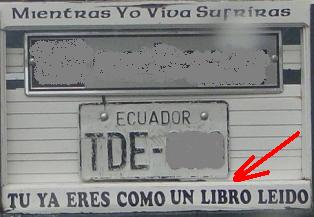 Mientras Yo Viva Sufriras
ECUADOR
TDE-
TU YA ERES COMO UN LIBRO LEIDO